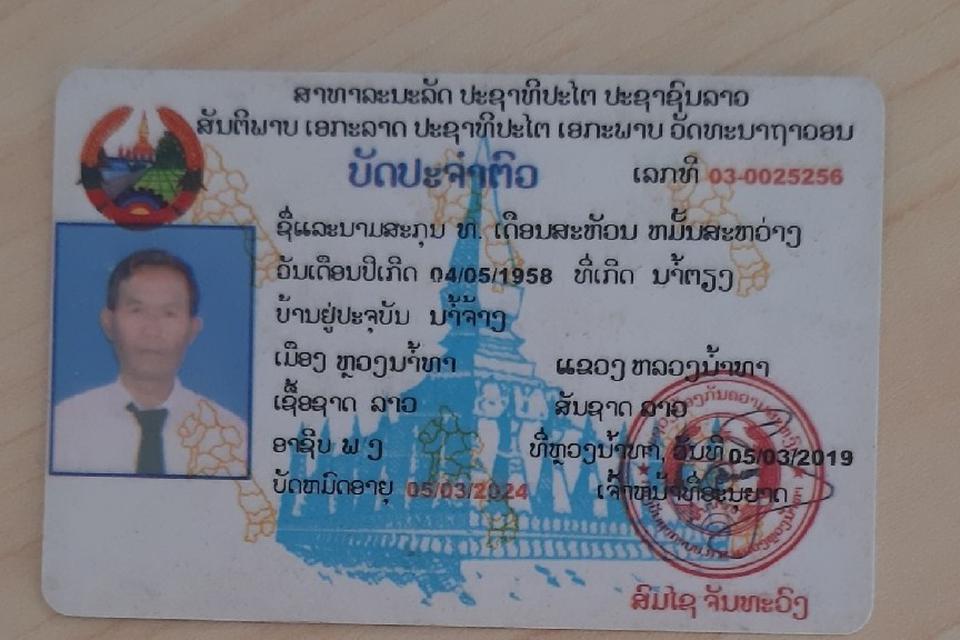 ສາທາລະນະລັດ ປະຊາທິປະໄຕ ປະຊາຊົນລາວ
ສັນຕິພາບ ເອກະລາດ ປະຊາທິປະໄຕ ເອກະພາບ ວັດທະນາຖາວອນ
ບັດປະຈຳຕົວ ເລກທີ 03-0025256
ຊື່ແລະນາມສະກຸນ ທ. ເດືອນສະຫັວນ ຫມັ້ນສະຫວ່າງ
ວັນເດືອນປີເກີດ 04/05/1958 ທີ່ເກີດ ນ້ຳຕຽງ
ບ້ານຢູ່ປະຈຸບັນ ນ້ຳຈ້າງ
ເມືອງ ຫຼວງນ້ຳທາ ແຂວງ ຫລວງນ້ຳທາ
ເຊື້ອຊາດ ລາວ ສັນຊາດ ລາວ
ອາຊີບ ພ ງ ທີ່ຫຼວງນ້ຳທາ, ວັນທີ 05/03/2019
ບັດຫມົດອາຍຸ 05/03/2024 ເຈົ້າຫນ້າທີ່ອະນຸຍາດ
ສົມໄຊ ຈັນທະວົງ